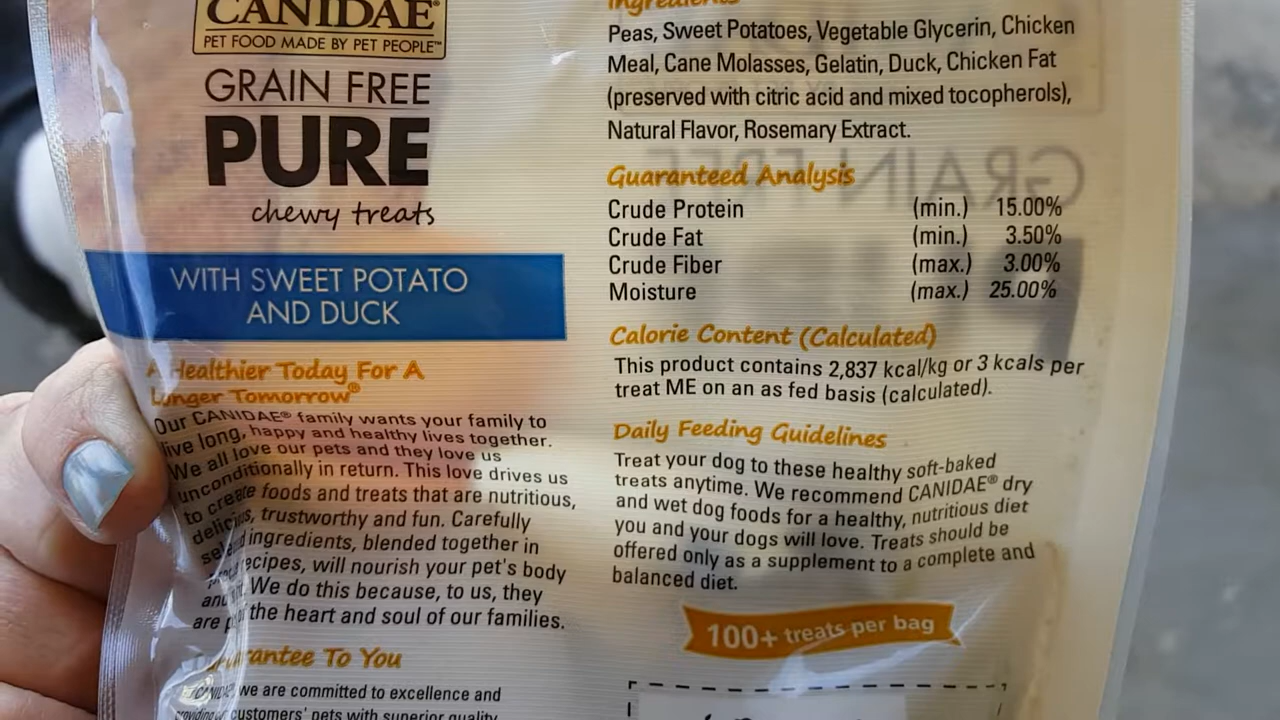 CANIDAE®
PET FOOD MADE BY PET PEOPLE™
GRAIN FREE
PURE
chewy treats
WITH SWEET POTATO
AND DUCK
A Healthier Today For A
Longer Tomorrow®
Our CANIDAE® family wants your family to
live long, happy and healthy lives together.
We all love our pets and they love us
unconditionally in return. This love drives us
to create foods and treats that are nutritious,
delicious, trustworthy and fun. Carefully
ingredients, blended together in
recipes, will nourish your pet's body
and We do this because, to us, they
are the heart and soul of our families.
Guarantee To You
CANIDAE® we are committed to excellence and
providing customers' pets with superior quality
Ingredients
Peas, Sweet Potatoes, Vegetable Glycerin, Chicken
Meal, Cane Molasses, Gelatin, Duck, Chicken Fat
(preserved with citric acid and mixed tocopherols),
Natural Flavor, Rosemary Extract.
Guaranteed Analysis
Crude Protein (min.) 15.00%
Crude Fat (min.) 3.50%
Crude Fiber (max.) 3.00%
Moisture (max.) 25.00%
Calorie Content (Calculated)
This product contains 2,837 kcal/kg or 3 kcals per
treat ME on an as fed basis (calculated).
Daily Feeding Guidelines
Treat your dog to these healthy soft-baked
treats anytime. We recommend CANIDAE® dry
and wet dog foods for a healthy, nutritious diet
you and your dogs will love. Treats should be
offered only as a supplement to a complete and
balanced diet.
100+ treats per bag